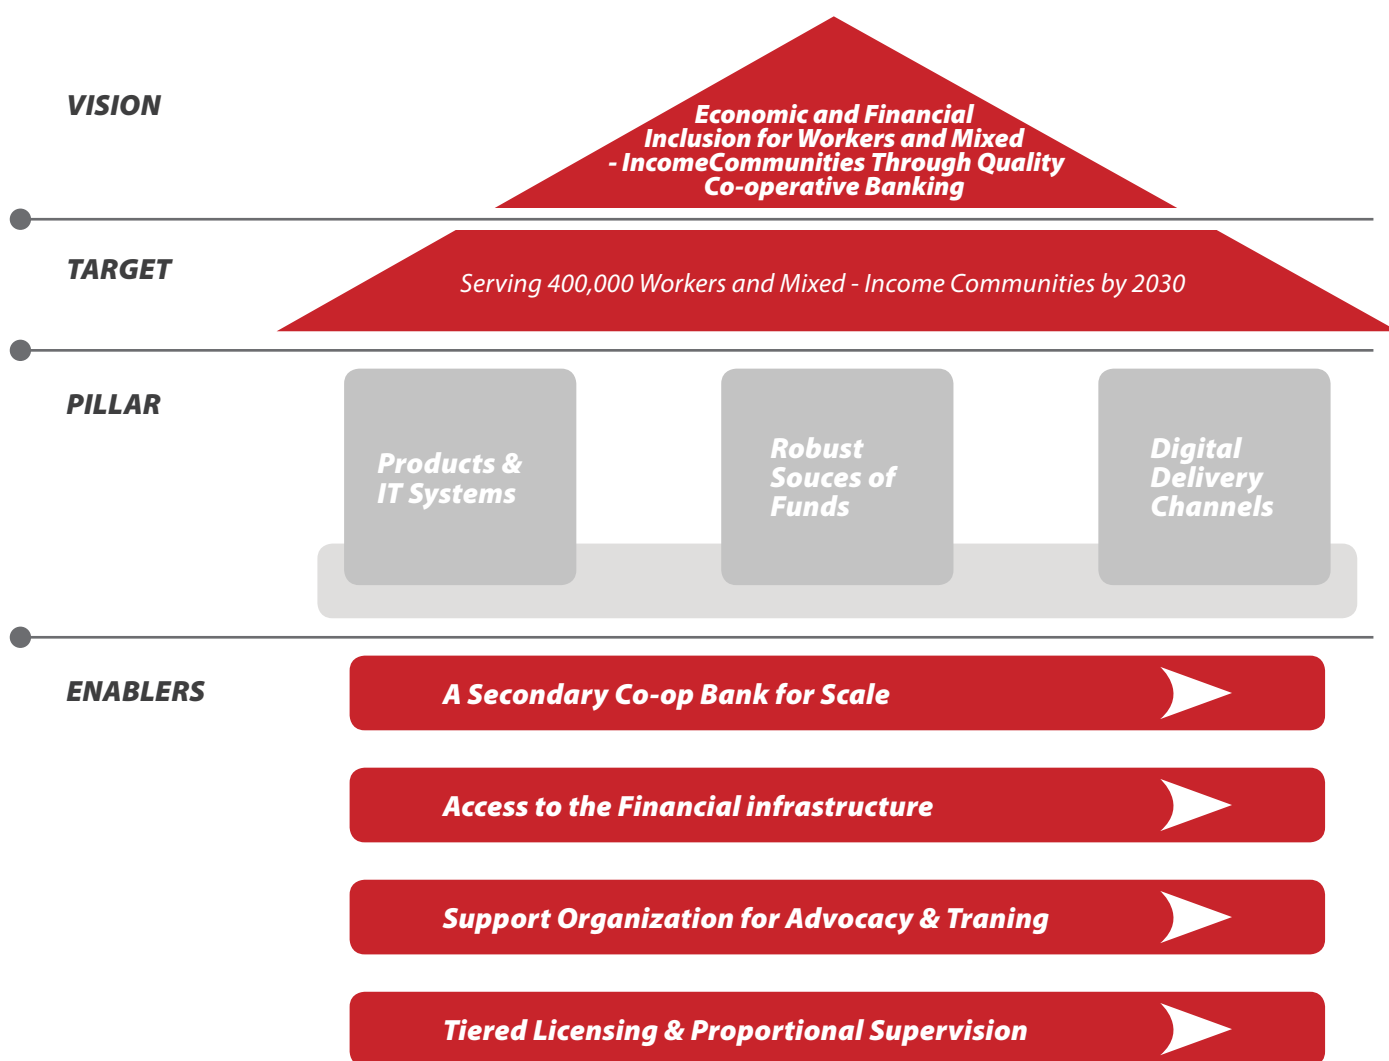 VISION
Economic and Financial
Inclusion for Workers and Mixed
- IncomeCommunities Through Quality
Co-operative Banking
TARGET
Serving 400,000 Workers and Mixed - Income Communities by 2030
PILLAR
Products &
IT Systems
Robust
Souces of
Funds
Digital
Delivery
Channels
ENABLERS
A Secondary Co-op Bank for Scale
Access to the Financial infrastructure
Support Organization for Advocacy & Traning
Tiered Licensing & Proportional Supervision